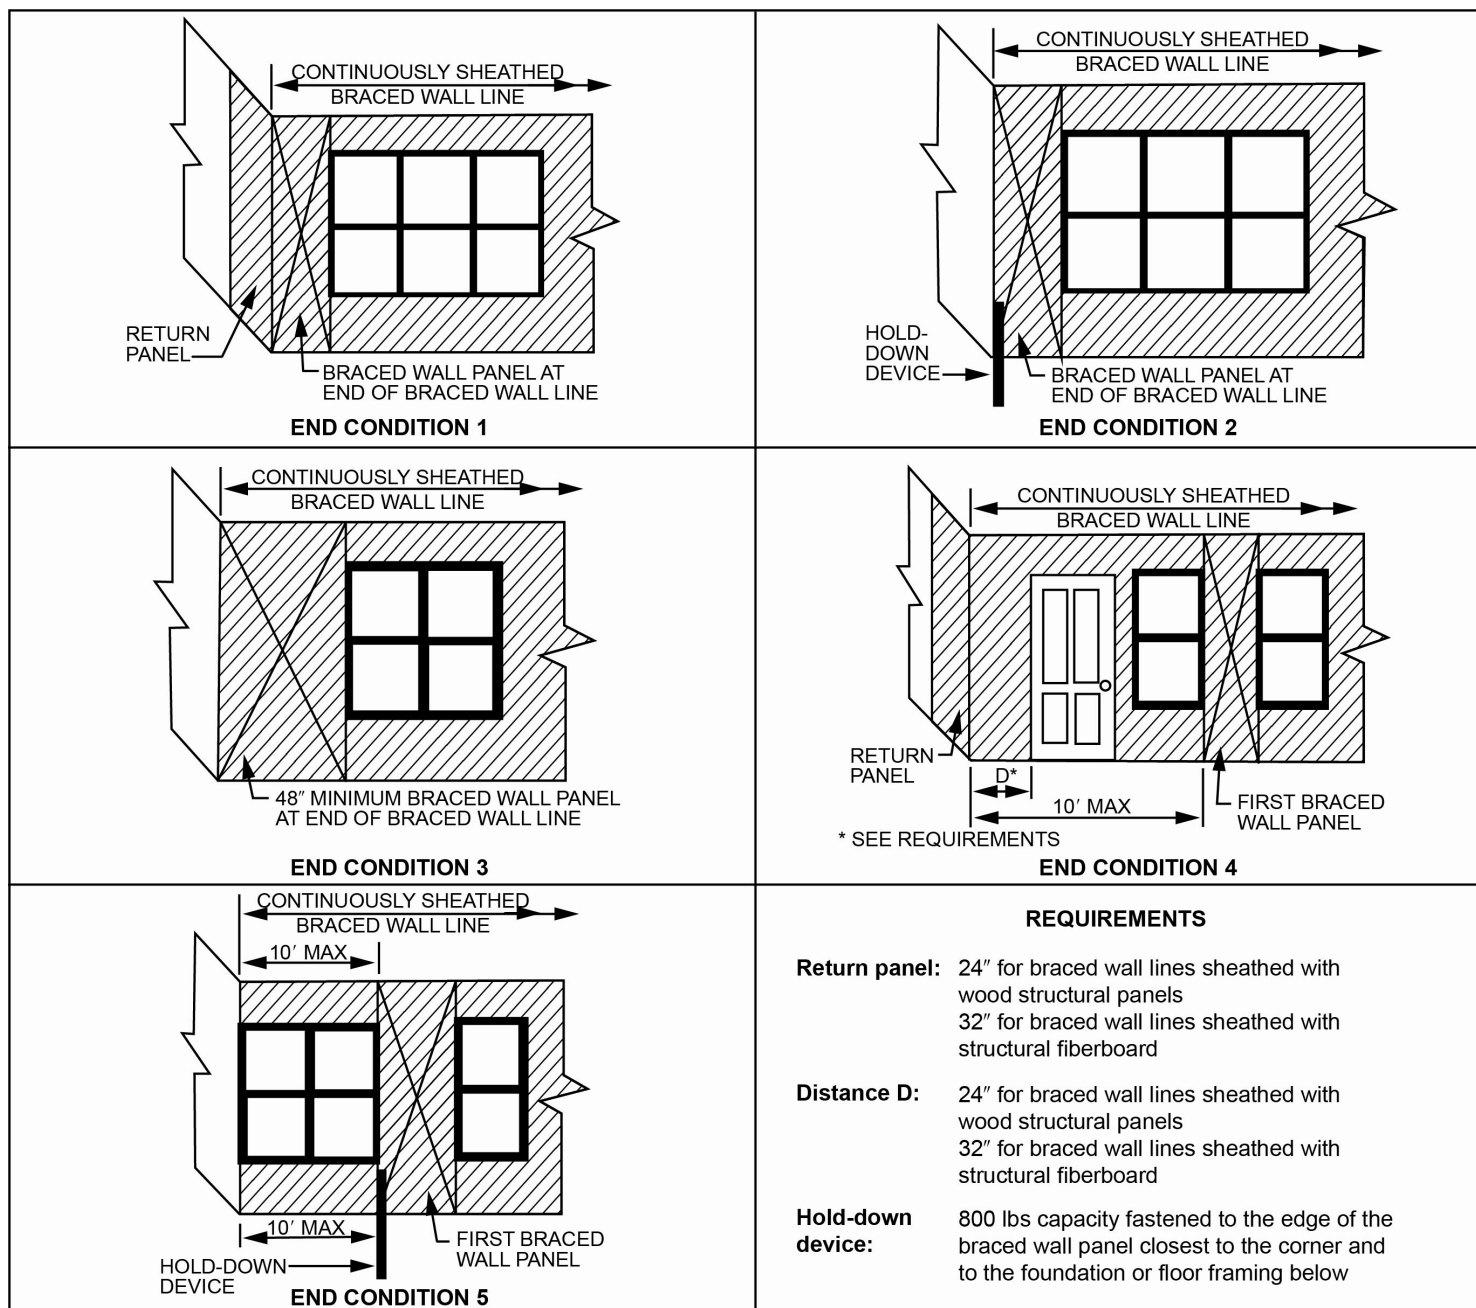 CONTINUOUSLY SHEATHED
BRACED WALL LINE
RETURN
PANEL
BRACED WALL PANEL AT
END OF BRACED WALL LINE
END CONDITION 1
CONTINUOUSLY SHEATHED
BRACED WALL LINE
HOLD-
DOWN
DEVICE
BRACED WALL PANEL AT
END OF BRACED WALL LINE
END CONDITION 2
CONTINUOUSLY SHEATHED
BRACED WALL LINE
48″ MINIMUM BRACED WALL PANEL
AT END OF BRACED WALL LINE
END CONDITION 3
CONTINUOUSLY SHEATHED
BRACED WALL LINE
RETURN
PANEL
D*
10′ MAX
FIRST BRACED
WALL PANEL
* SEE REQUIREMENTS
END CONDITION 4
CONTINUOUSLY SHEATHED
BRACED WALL LINE
10′ MAX
10′ MAX
FIRST BRACED
WALL PANEL
HOLD-DOWN
DEVICE
END CONDITION 5
REQUIREMENTS
Return panel: 24″ for braced wall lines sheathed with
wood structural panels
32″ for braced wall lines sheathed with
structural fiberboard
Distance D: 24″ for braced wall lines sheathed with
wood structural panels
32″ for braced wall lines sheathed with
structural fiberboard
Hold-down 800 lbs capacity fastened to the edge of the
device: braced wall panel closest to the corner and
to the foundation or floor framing below